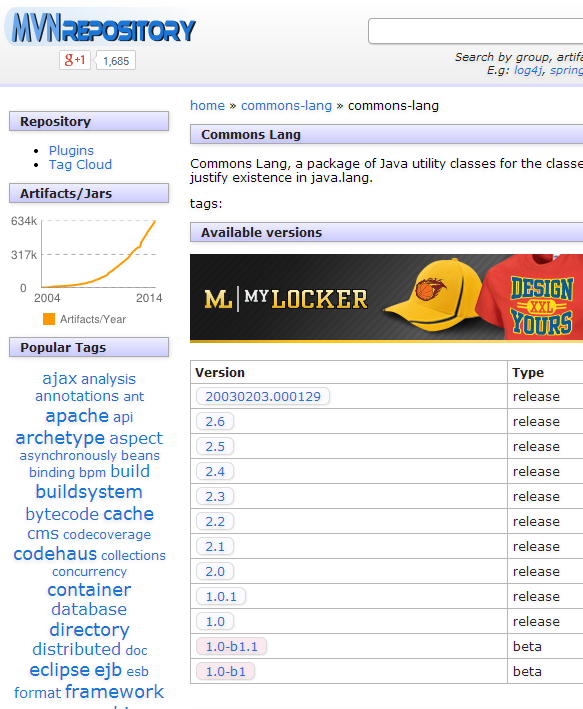 MVNREPOSITORY
g+1 1,685
Search by group, artifa
E.g: log4j, spring
Repository
Plugins
Tag Cloud
Artifacts/Jars
634k
317k
0
2004 2014
Artifacts/Year
Popular Tags
ajax analysis
annotations ant
apache api
archetype aspect
asynchronously beans
binding bpm build
buildsystem
bytecode cache
cms codecoverage
codehaus collections
concurrency
container
database
directory
distributed doc
eclipse ejb esb
format framework
home » commons-lang » commons-lang
Commons Lang
Commons Lang, a package of Java utility classes for the classe
justify existence in java.lang.
tags:
Available versions
ML | MYLOCKER
DESIGN
XXL
YOURS
Version Type
20030203.000129 release
2.6 release
2.5 release
2.4 release
2.3 release
2.2 release
2.1 release
2.0 release
1.0.1 release
1.0 release
1.0-b1.1 beta
1.0-b1 beta